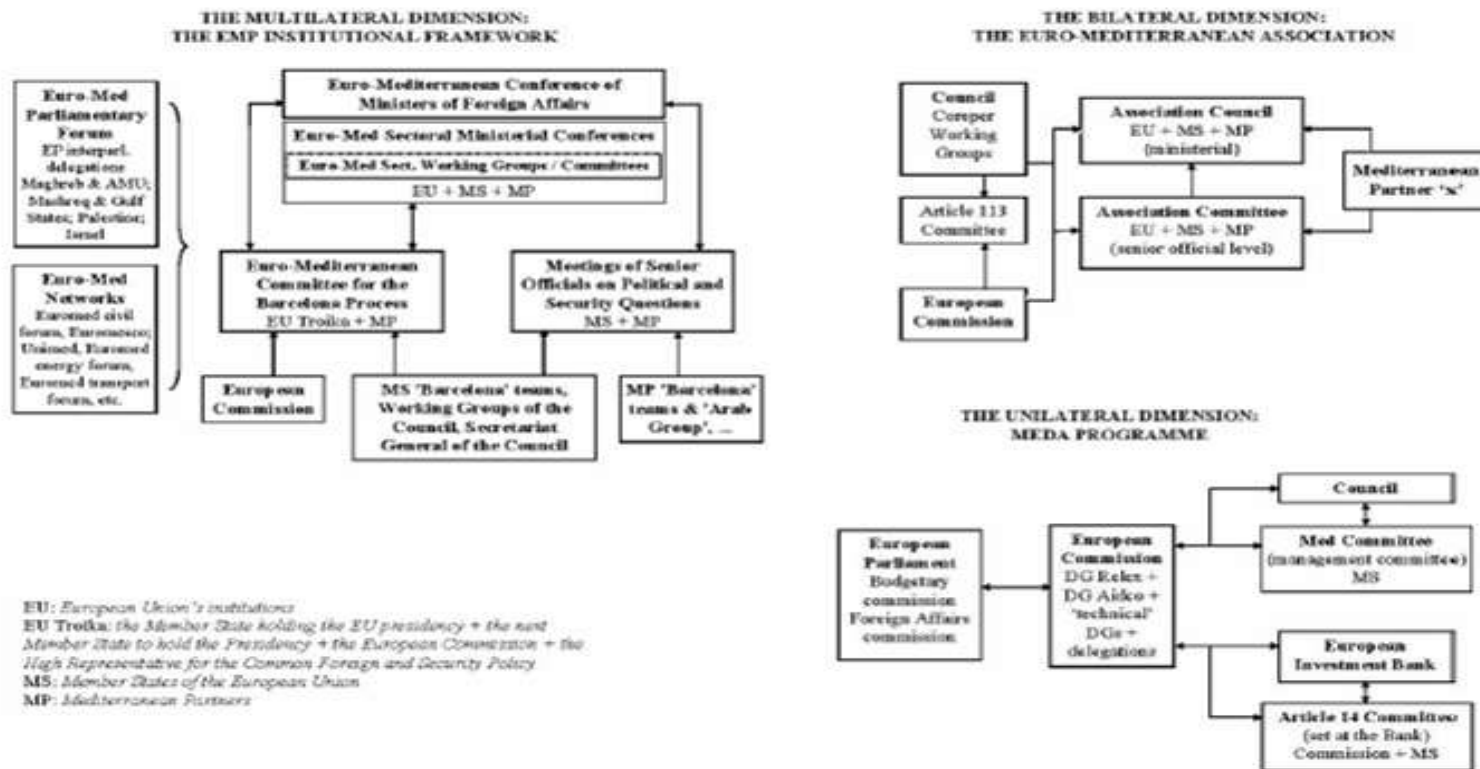 THE MULTILATERAL DIMENSION:
THE EMP INSTITUTIONAL FRAMEWORK
Euro-Med
Parliamentary
Forum
EP interparl.
delegations
Maghreb & AMU;
Mashreq & Gulf
States; Palestine;
Israel
Euro-Med
Networks
Euromed civil
forum, Euromesco;
Unimed, Euromed
energy forum,
Euromed transport
forum, etc.
Euro-Mediterranean Conference of
Ministers of Foreign Affairs
Euro-Med Sectoral Ministerial Conferences
Euro-Med Sect. Working Groups / Committees
EU + MS + MP
Euro-Mediterranean
Committee for the
Barcelona Process
EU Troika + MP
Meetings of Senior
Officials on Political and
Security Questions
MS + MP
European
Commission
MS 'Barcelona' teams,
Working Groups of the
Council, Secretariat
General of the Council
MP 'Barcelona'
teams & 'Arab
Group', ...
EU: European Union's institutions
EU Troika: the Member State holding the EU presidency + the next
Member State to hold the Presidency + the European Commission + the
High Representative for the Common Foreign and Security Policy
MS: Member States of the European Union
MP: Mediterranean Partners
THE BILATERAL DIMENSION:
THE EURO-MEDITERRANEAN ASSOCIATION
Council
Coreper
Working
Groups
Article 113
Committee
European
Commission
Association Council
EU + MS + MP
(ministerial)
Association Committee
EU + MS + MP
(senior official level)
Mediterranean
Partner 'x'
THE UNILATERAL DIMENSION:
MEDA PROGRAMME
European
Parliament
Budgetary
commission
Foreign Affairs
commission
European
Commission
DG Relex +
DG Aidco +
'technical'
DGs +
delegations
Council
Med Committee
(management committee)
MS
European
Investment Bank
Article 14 Committee
(set at the Bank)
Commission + MS